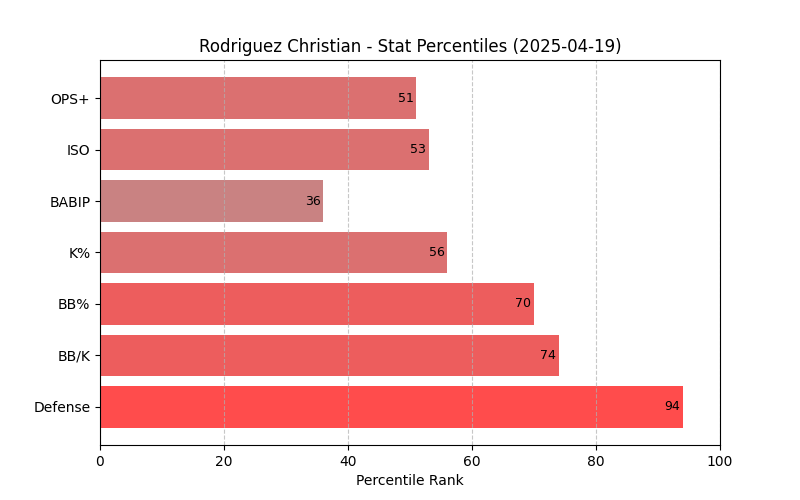 Rodriguez Christian - Stat Percentiles (2025-04-19)
OPS+ 51
ISO 53
BABIP 36
K% 56
BB% 70
BB/K 74
Defense 94
0 20 40 60 80 100
Percentile Rank